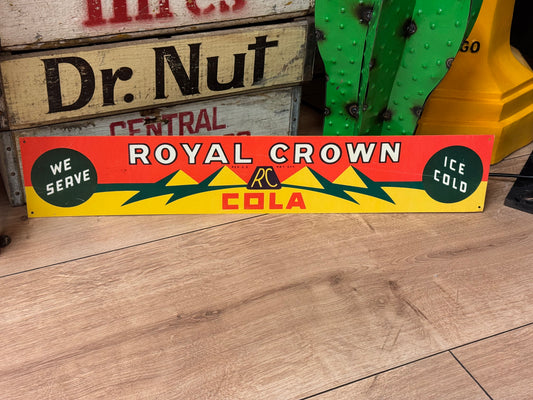 Dr. Nut
CENTRAL
WE
SERVE
ROYAL CROWN
RC
COLA
ICE
COLD
GO